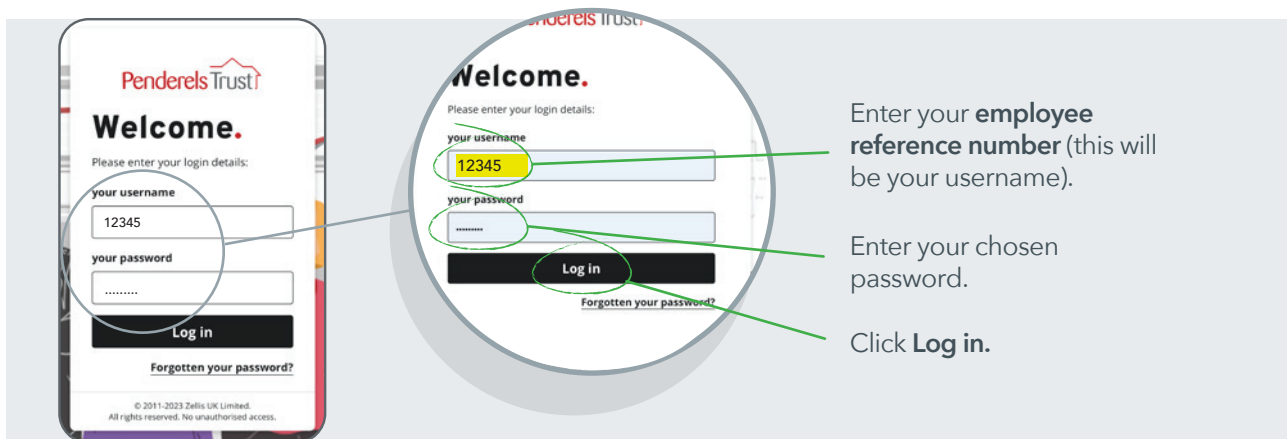 Penderels Trust
Welcome.
Please enter your login details:
your username
12345
your password
.........
Log in
Forgotten your password?
© 2011-2023 Zellis UK Limited.
All rights reserved. No unauthorised access.
Penderels Trust
Welcome.
Please enter your login details:
your username
12345
your password
.........
Log in
Forgotten your password?
Enter your employee
reference number (this will
be your username).
Enter your chosen
password.
Click Log in.